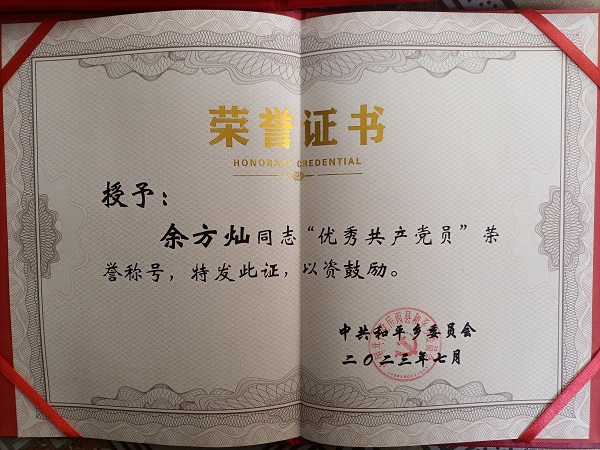 荣誉证书
HONORARY CREDENTIAL
授予：
余方灿同志“优秀共产党员”荣
誉称号，特发此证，以资鼓励。
中共和平乡委员会
二〇二三年七月